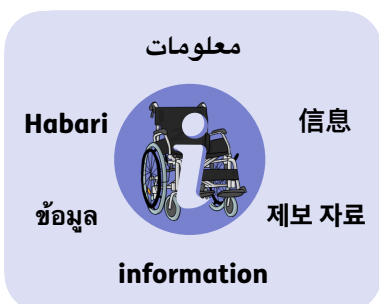 معلومات
Habari
信息
i
ข้อมูล
제보 자료
information